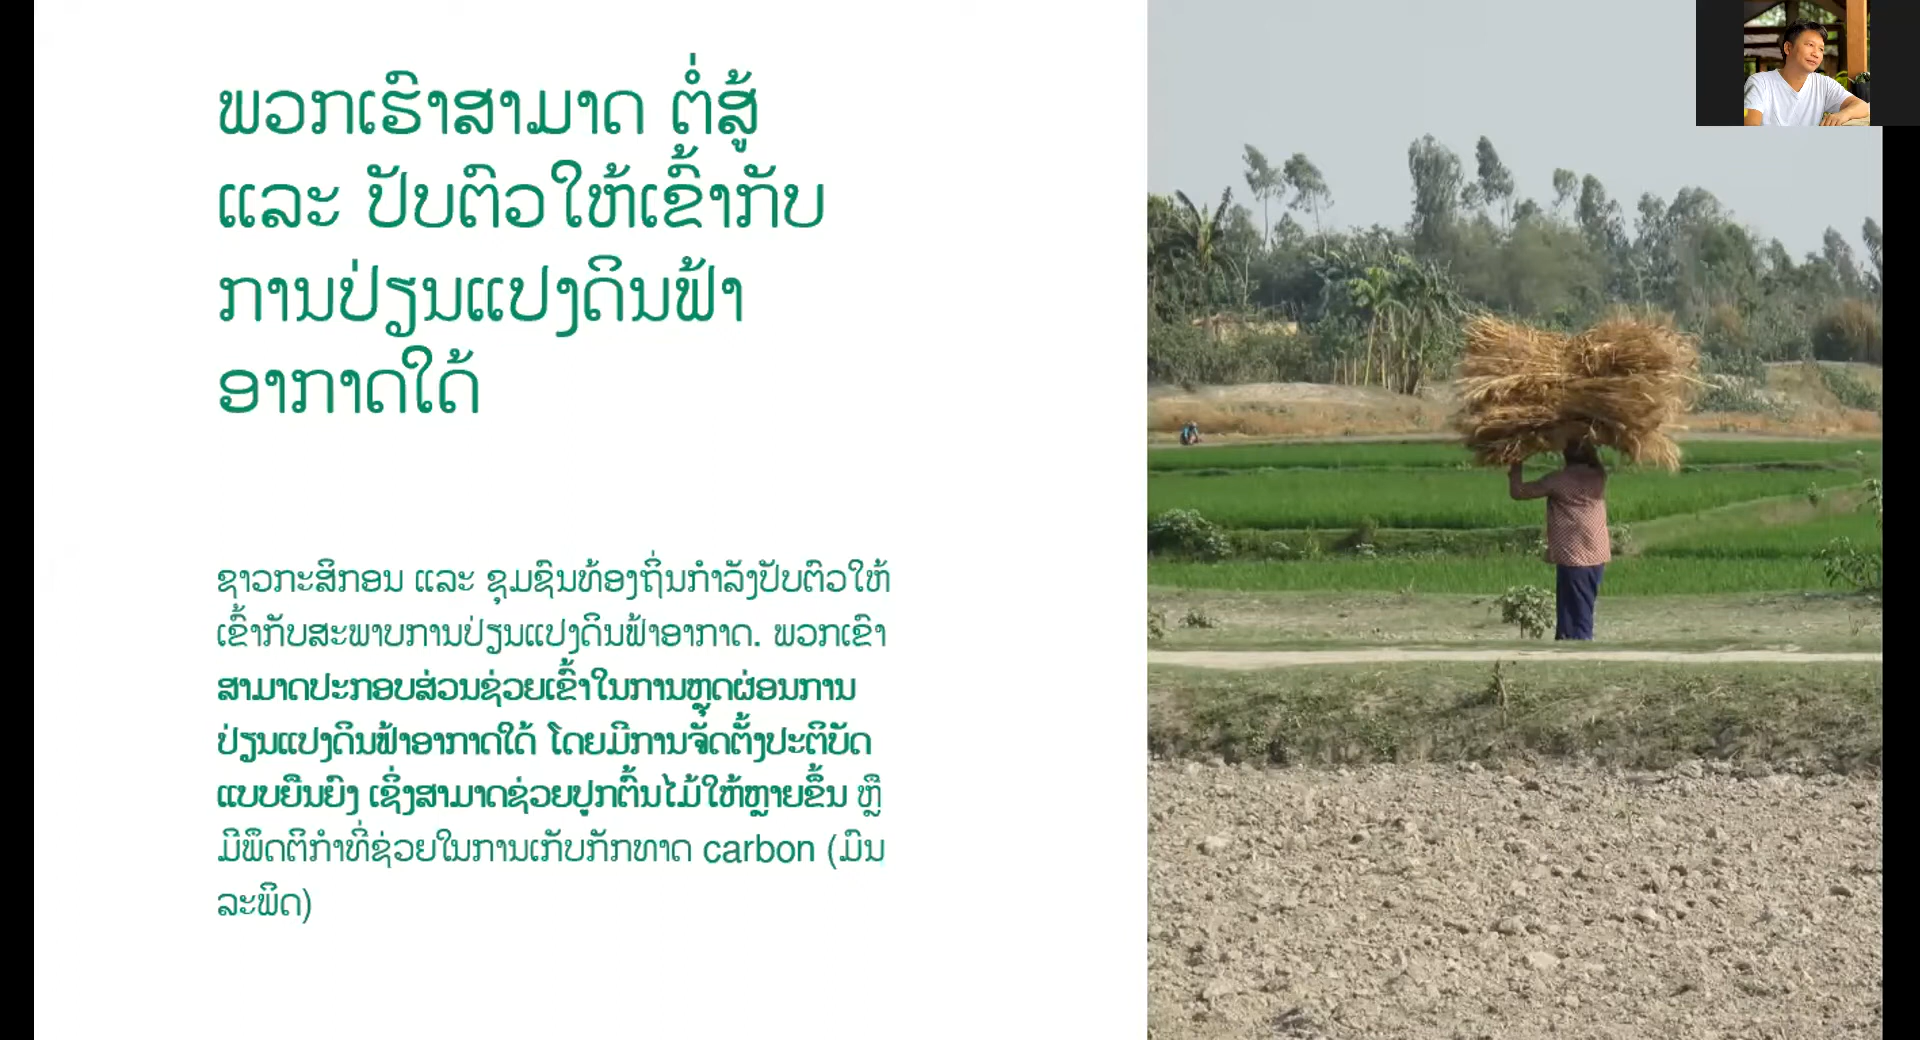 ພວກເຮົາສາມາດ ຕໍ່ສູ້
ແລະ ປັບຕົວໃຫ້ເຂົ້າກັບ
ການປ່ຽນແປງດິນຟ້າ
ອາກາດໃດ້
ຊາວກະສິກອນ ແລະ ຊຸມຊົນທ້ອງຖິ່ນກຳລັງປັບຕົວໃຫ້
ເຂົ້າກັບສະພາບການປ່ຽນແປງດິນຟ້າອາກາດ. ພວກເຂົາ
ສາມາດປະກອບສ່ວນຊ່ວຍເຂົ້າໃນການຫຼຸດຜ່ອນການ
ປ່ຽນແປງດິນຟ້າອາກາດໃດ້ ໂດຍມີການຈັດຕັ້ງປະຕິບັດ
ແບບຍືນຍົງ ເຊິ່ງສາມາດຊ່ວຍປູກຕົ້ນໄມ້ໃຫ້ຫຼາຍຂຶ້ນ ຫຼື
ມີພຶດຕິກຳທີ່ຊ່ວຍໃນການເກັບກັກທາດ carbon (ມົນ
ລະພິດ)